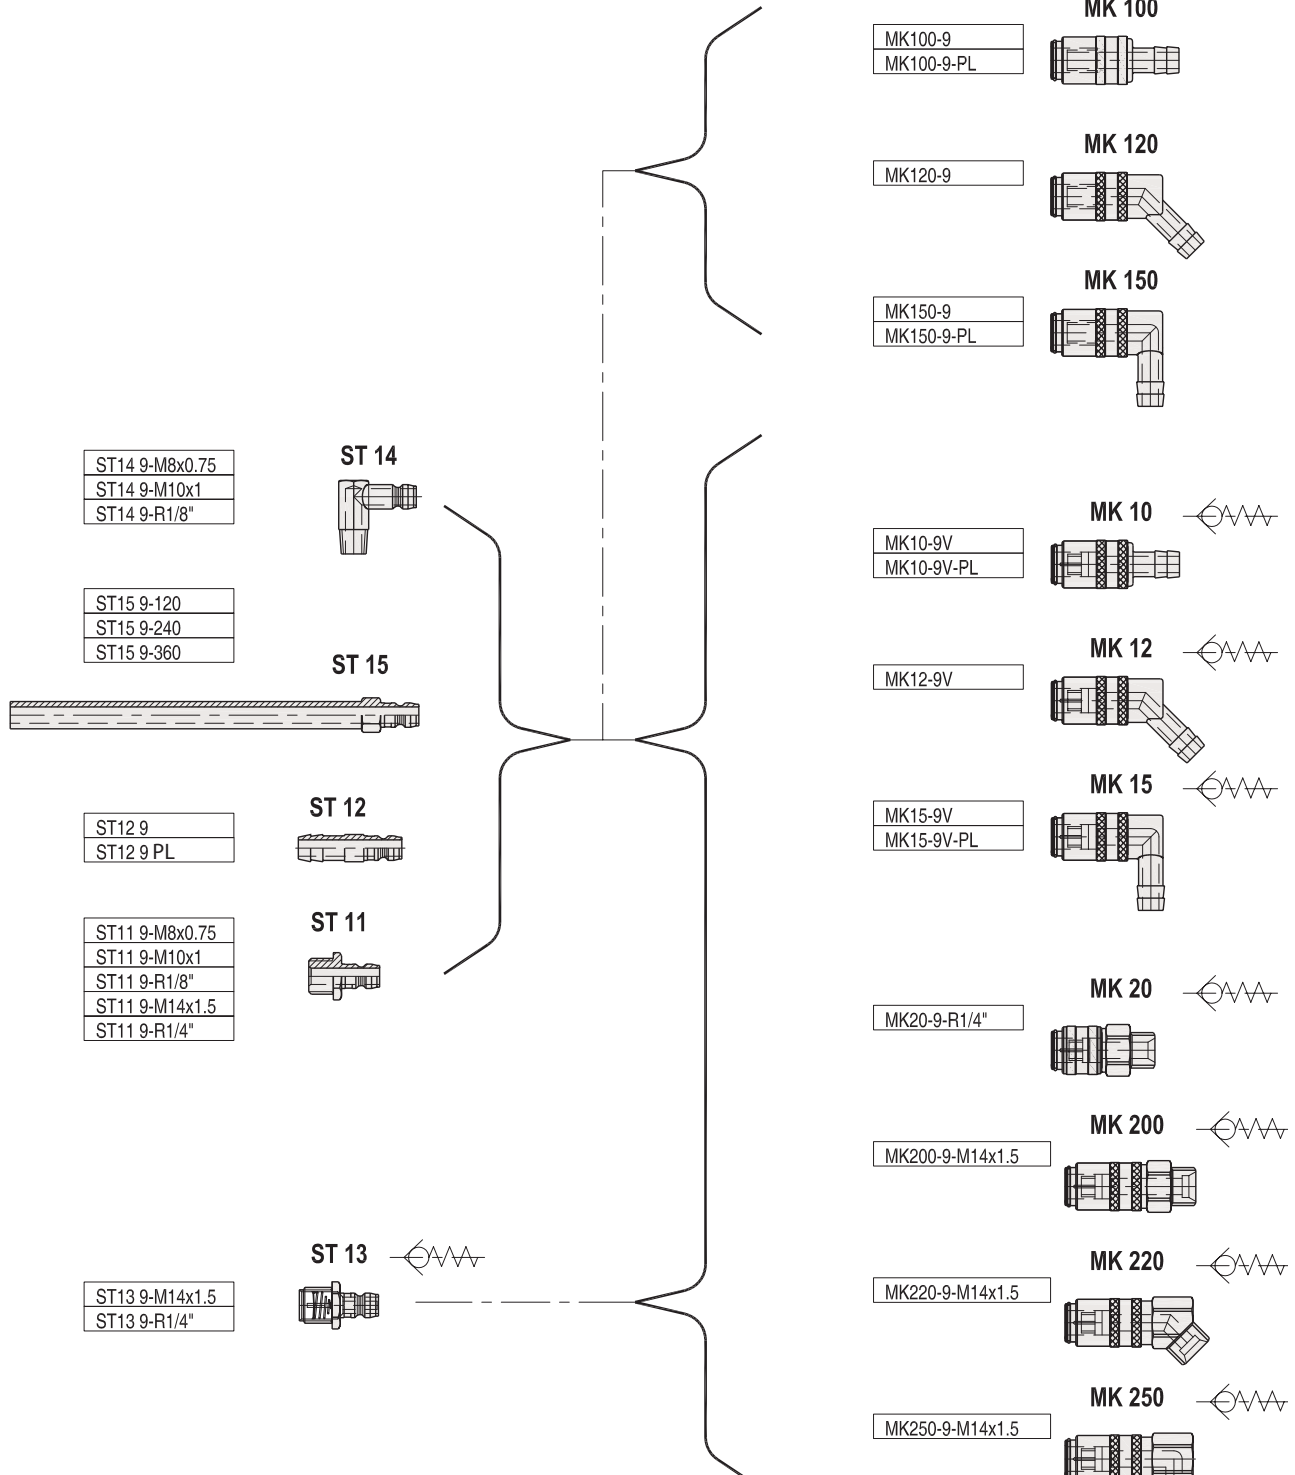 MK 100
MK100-9
MK100-9-PL
MK 120
MK120-9
MK 150
MK150-9
MK150-9-PL
ST 14
ST14 9-M8x0.75
ST14 9-M10x1
ST14 9-R1/8"
MK 10
MK10-9V
MK10-9V-PL
ST15 9-120
ST15 9-240
ST15 9-360
ST 15
MK 12
MK12-9V
MK 15
MK15-9V
MK15-9V-PL
ST 12
ST12 9
ST12 9 PL
ST 11
ST11 9-M8x0.75
ST11 9-M10x1
ST11 9-R1/8"
ST11 9-M14x1.5
ST11 9-R1/4"
MK 20
MK20-9-R1/4"
MK 200
MK200-9-M14x1.5
ST 13
ST13 9-M14x1.5
ST13 9-R1/4"
MK 220
MK220-9-M14x1.5
MK 250
MK250-9-M14x1.5